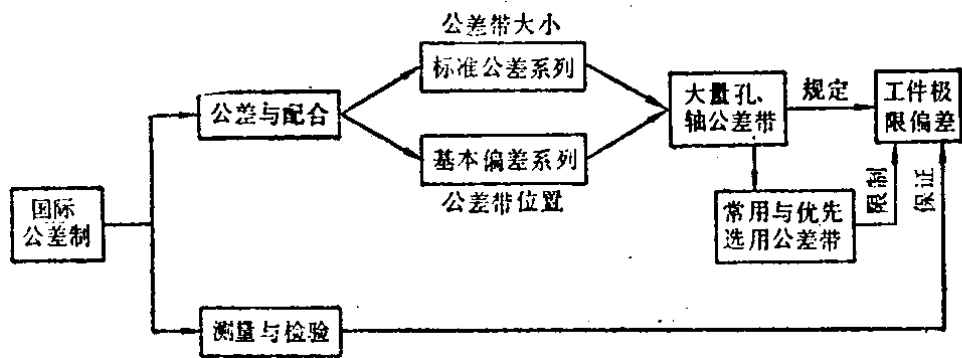 公差带大小
标准公差系列
公差与配合
基本偏差系列
公差带位置
大量孔、
轴公差带
规定
工件极
限偏差
常用与优先
选用公差带
限制
保证
国际
公差制
测量与检验